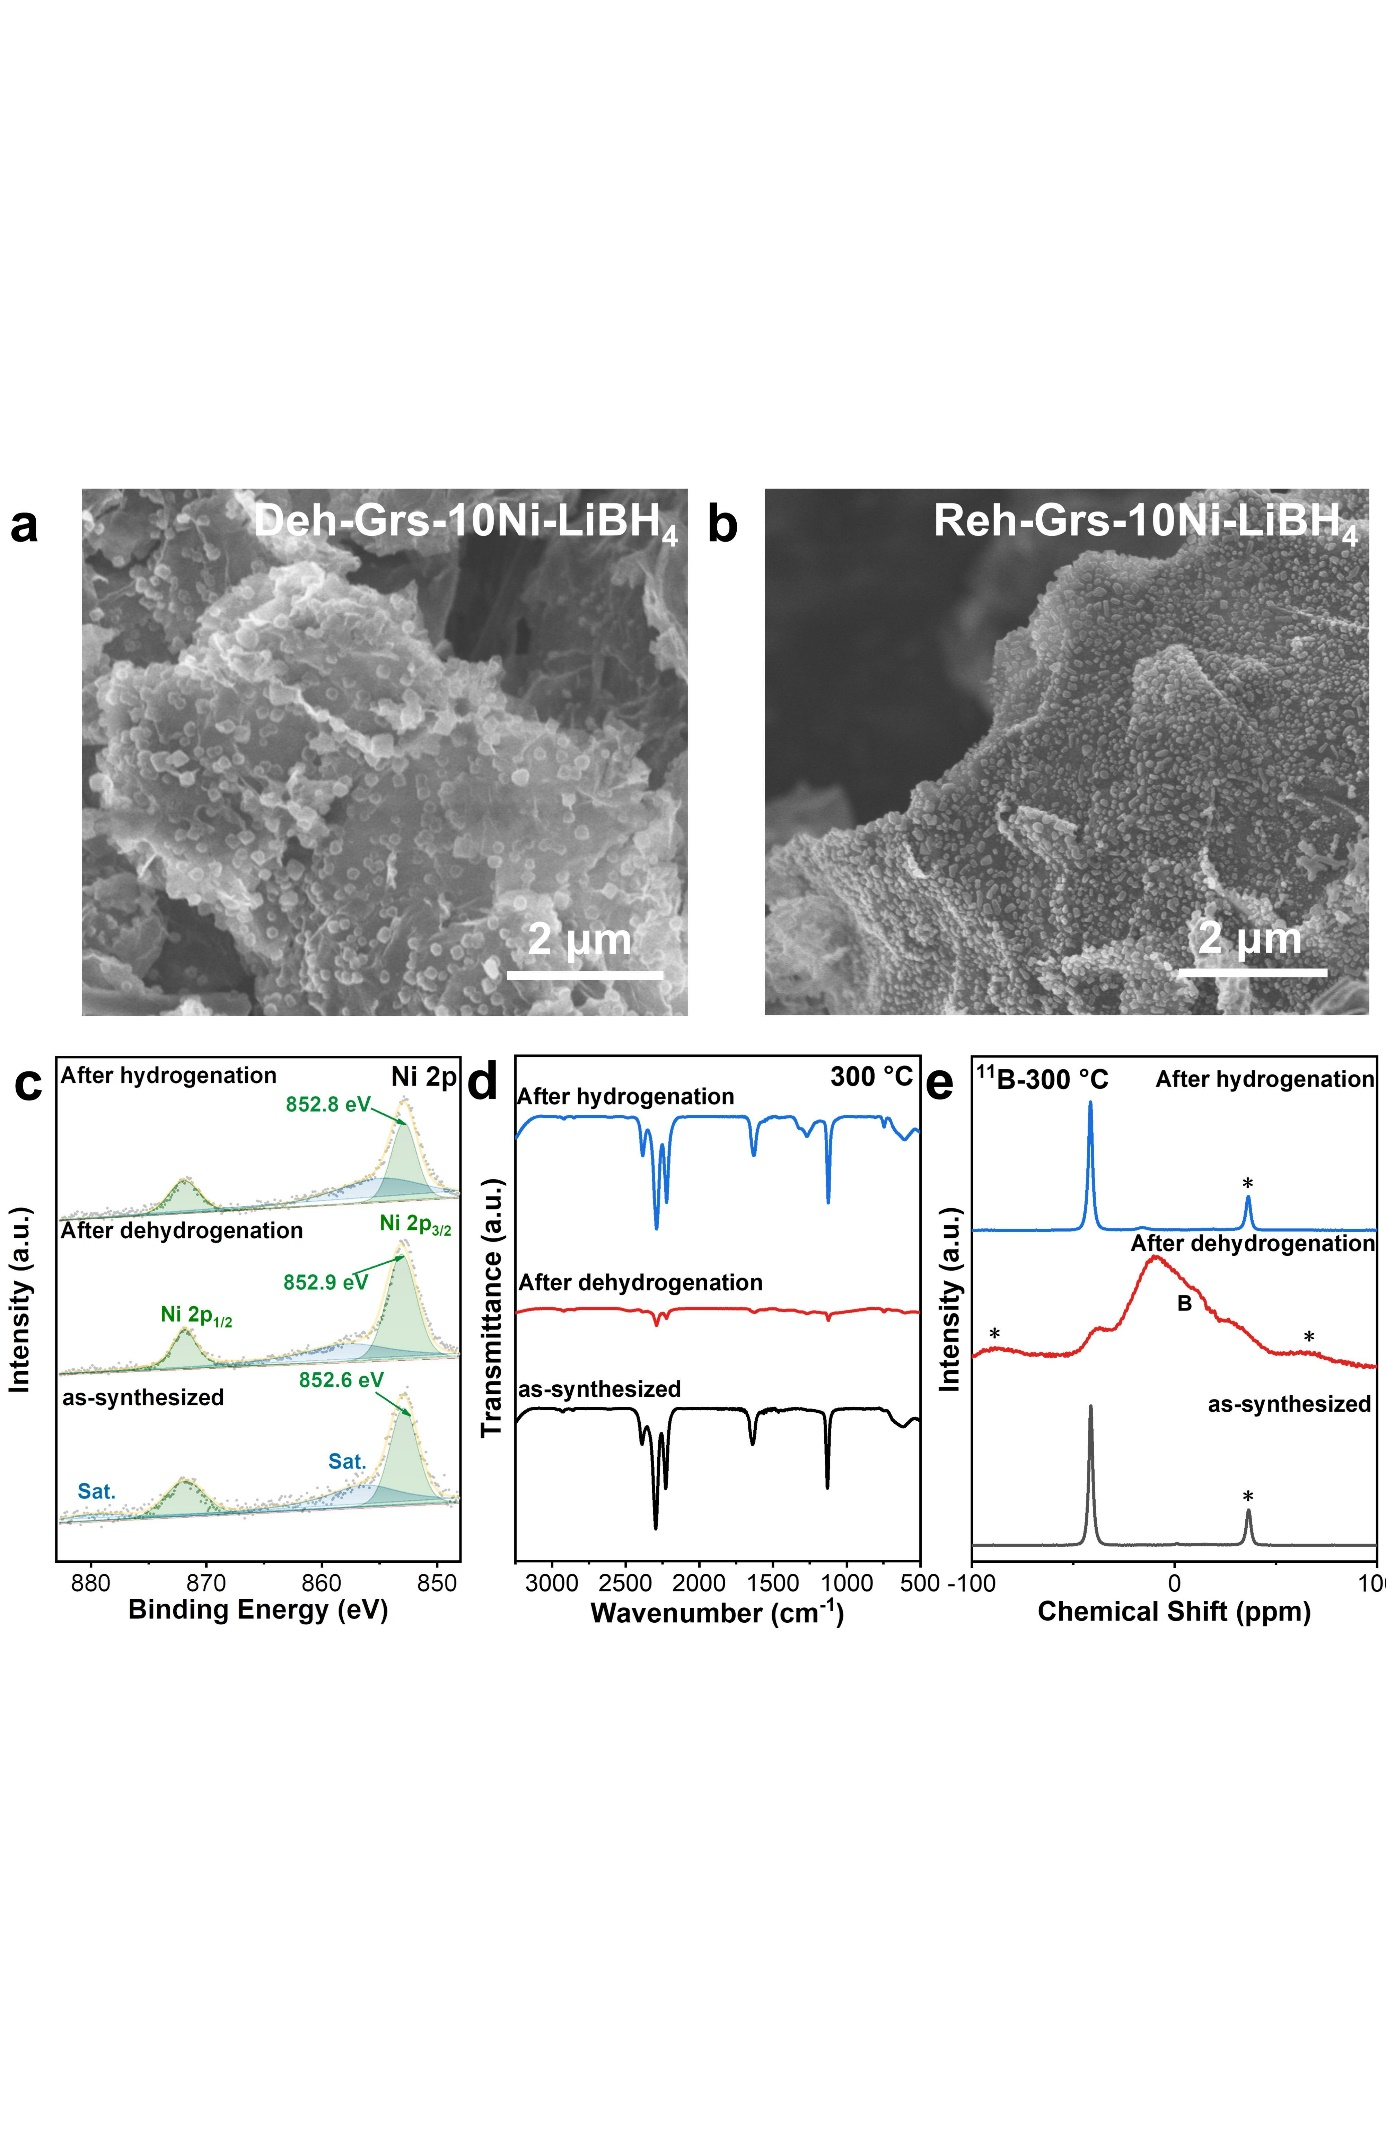 a
Deh-Grs-10Ni-LiBH4
2 μm
b
Reh-Grs-10Ni-LiBH4
2 μm
c
After hydrogenation
Ni 2p
852.8 eV
After dehydrogenation
Ni 2p3/2
852.9 eV
Ni 2p1/2
852.6 eV
as-synthesized
Sat.
Sat.
880
870
860
850
Binding Energy (eV)
Intensity (a.u.)
d
300 °C
After hydrogenation
After dehydrogenation
as-synthesized
3000
2500
2000
1500
1000
500
Wavenumber (cm-1)
Transmittance (a.u.)
e
11B-300 °C
After hydrogenation
*
After dehydrogenation
B
*
*
as-synthesized
*
-100
0
Chemical Shift (ppm)
Intensity (a.u.)